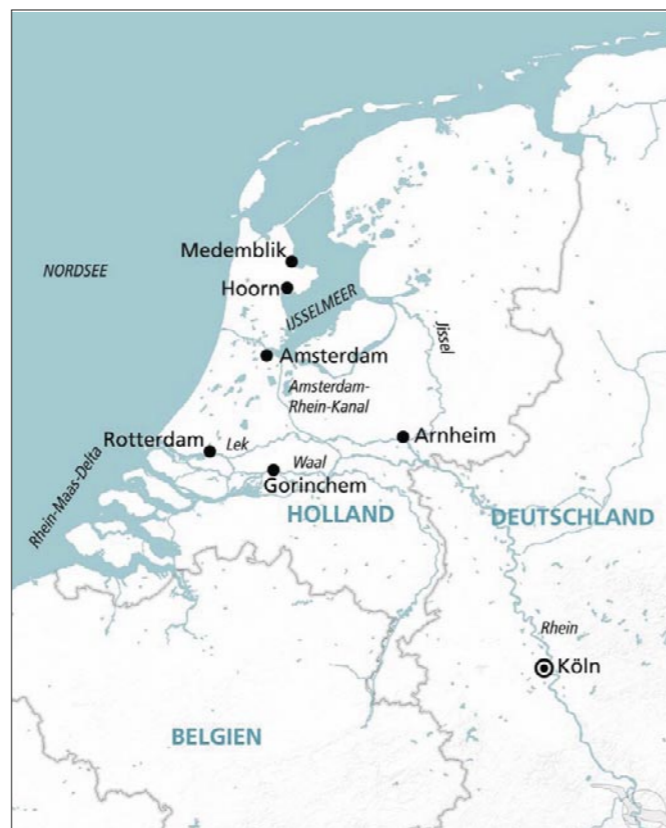 Medemblik
NORDSEE
Hoorn
IJSSELMEER
Jissel
Amsterdam
Amsterdam-
Rhein-Kanal
Rotterdam
Lek
Arnheim
Waal
Gorinchem
Rhein-Maas-Delta
HOLLAND
DEUTSCHLAND
Rhein
Köln
BELGIEN